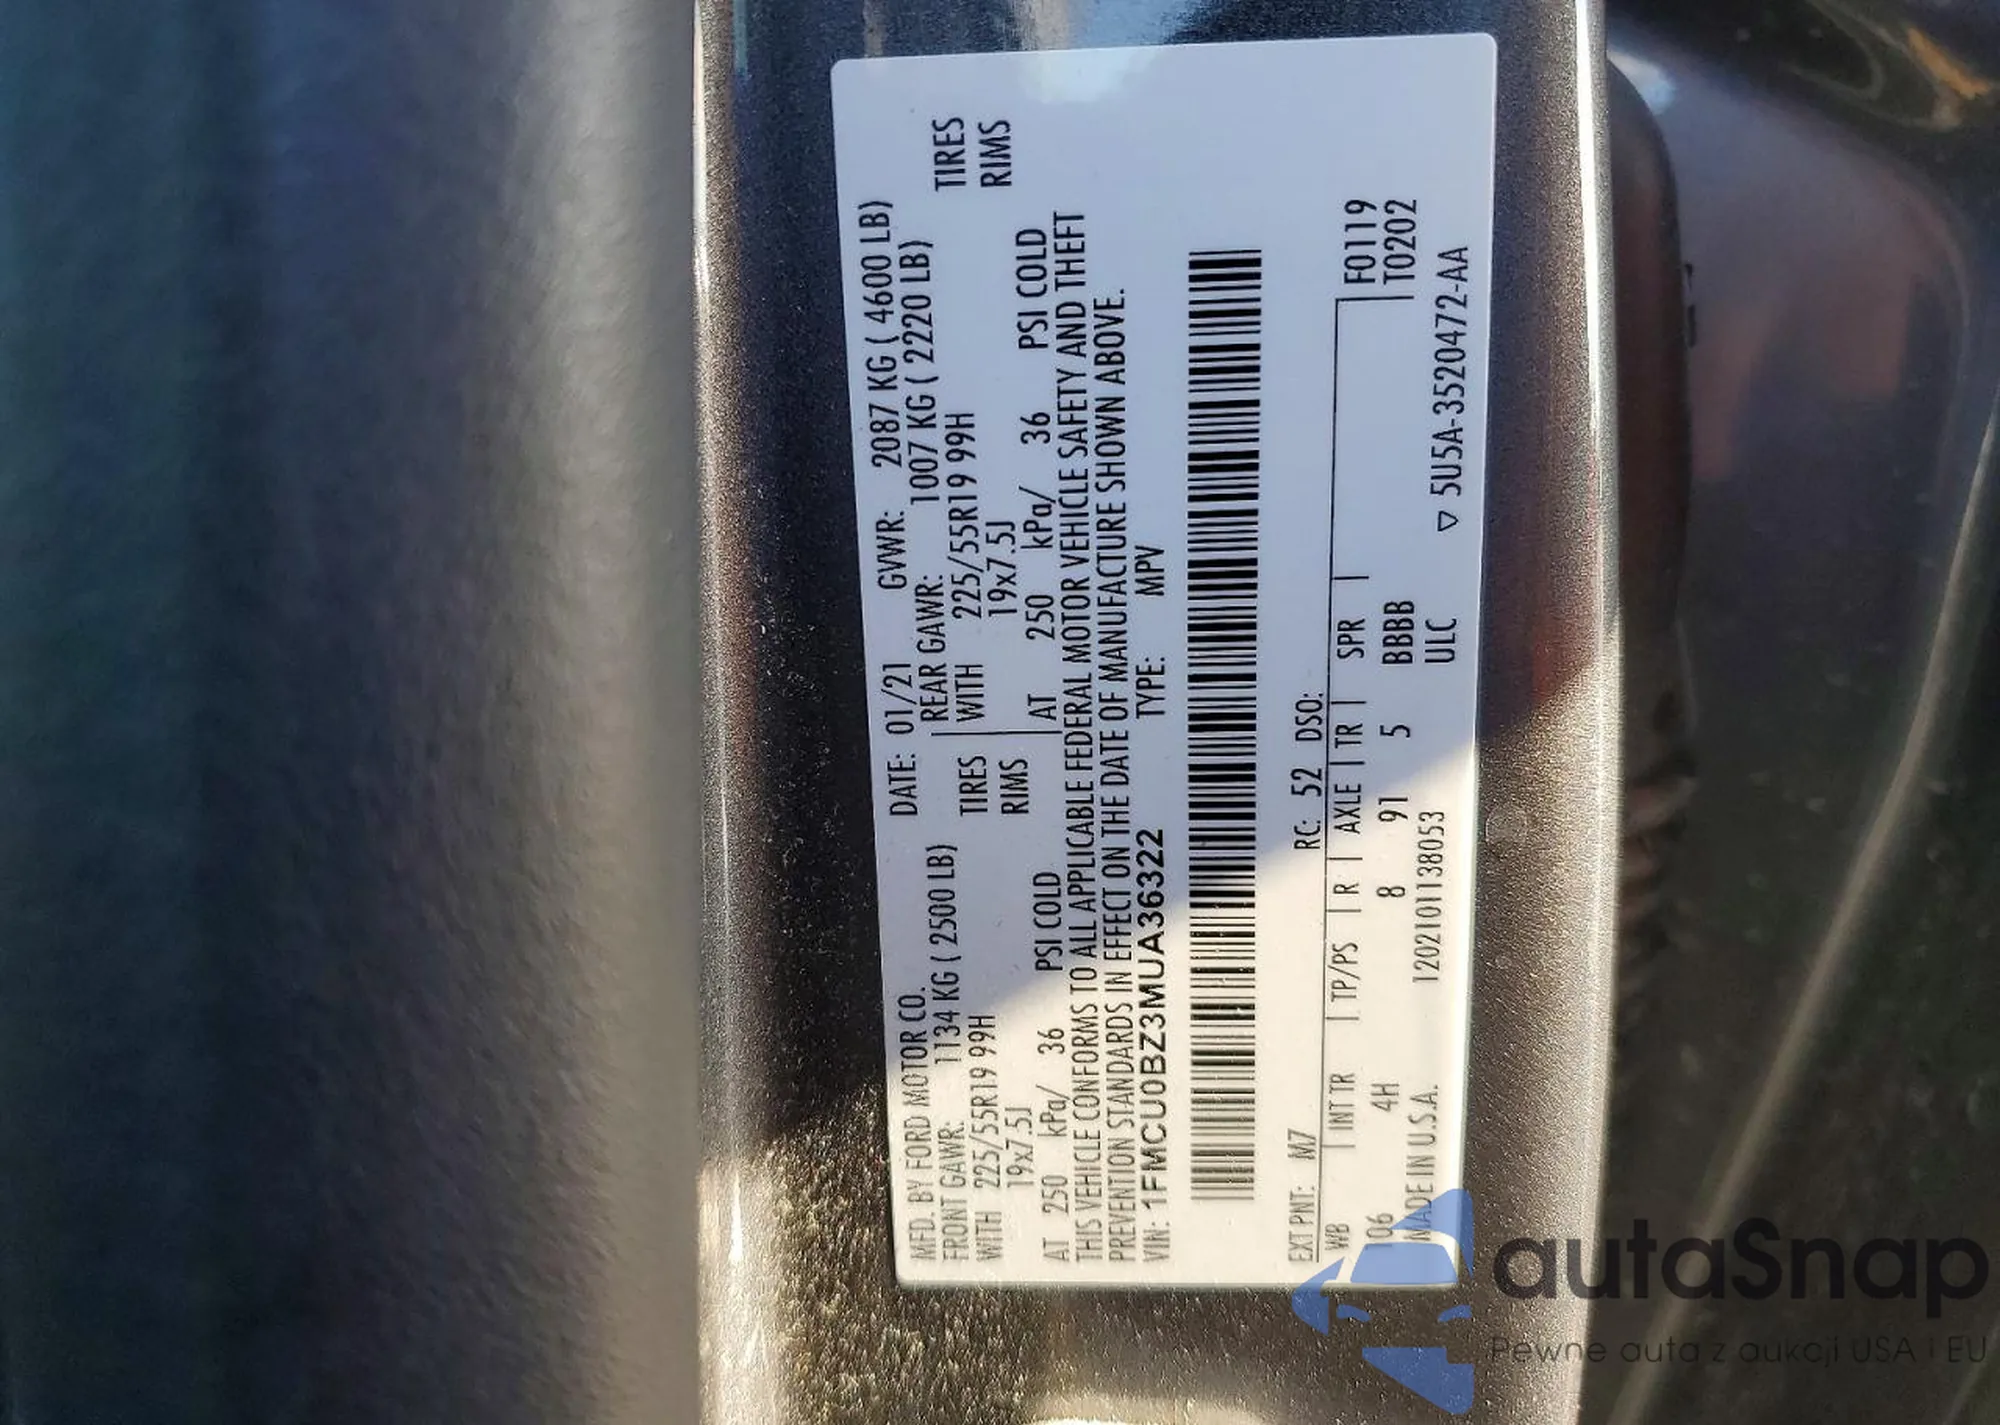 MFD. BY FORD MOTOR CO.
DATE: 01/21 GVWR: 2087 KG ( 4600 LB)
FRONT GAWR: 1134 KG ( 2500 LB) REAR GAWR: 1007 KG ( 2220 LB)
WITH 225/55R19 99H TIRES WITH 225/55R19 99H TIRES
19x7.5J RIMS 19x7.5J RIMS
AT 250 kPa/ 36 PSI COLD AT 250 kPa/ 36 PSI COLD
THIS VEHICLE CONFORMS TO ALL APPLICABLE FEDERAL MOTOR VEHICLE SAFETY AND THEFT
PREVENTION STANDARDS IN EFFECT ON THE DATE OF MANUFACTURE SHOWN ABOVE.
VIN: 1FMCU0BZ3MUA36322 TYPE: MPV
EXT PNT: M7 RC: 52 DSO:
WB | INT TR | TP/PS | R | AXLE | TR | SPR | F0119
106 4H 8 91 5 BBBB T0202
MADE IN U.S.A. 1202101138053 ULC
▽ 5U5A-3520472-AA
autaSnap
Pewne auta z aukcji USA i EU